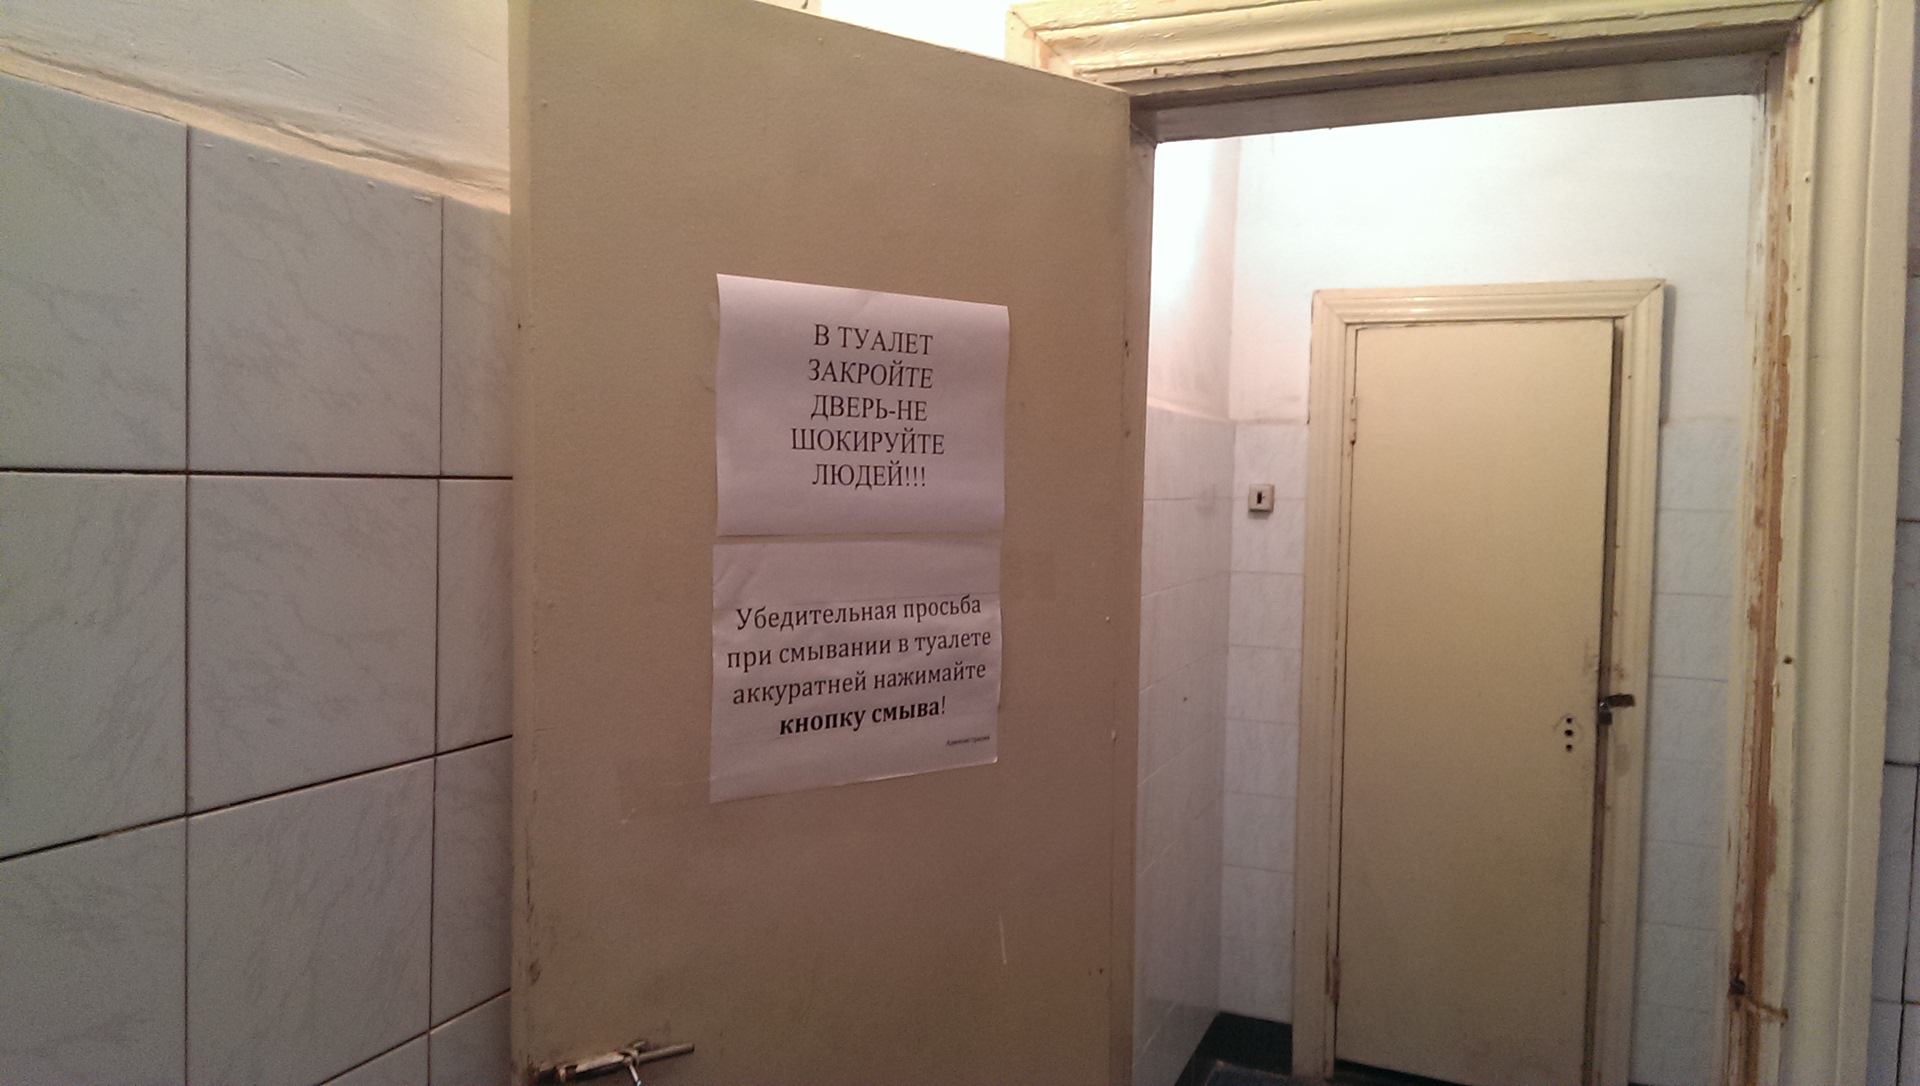 В ТУАЛЕТ
ЗАКРОЙТЕ
ДВЕРЬ-НЕ
ШОКИРУЙТЕ
ЛЮДЕЙ!!!
Убедительная просьба
при смывании в туалете
аккуратней нажимайте
кнопку смыва!